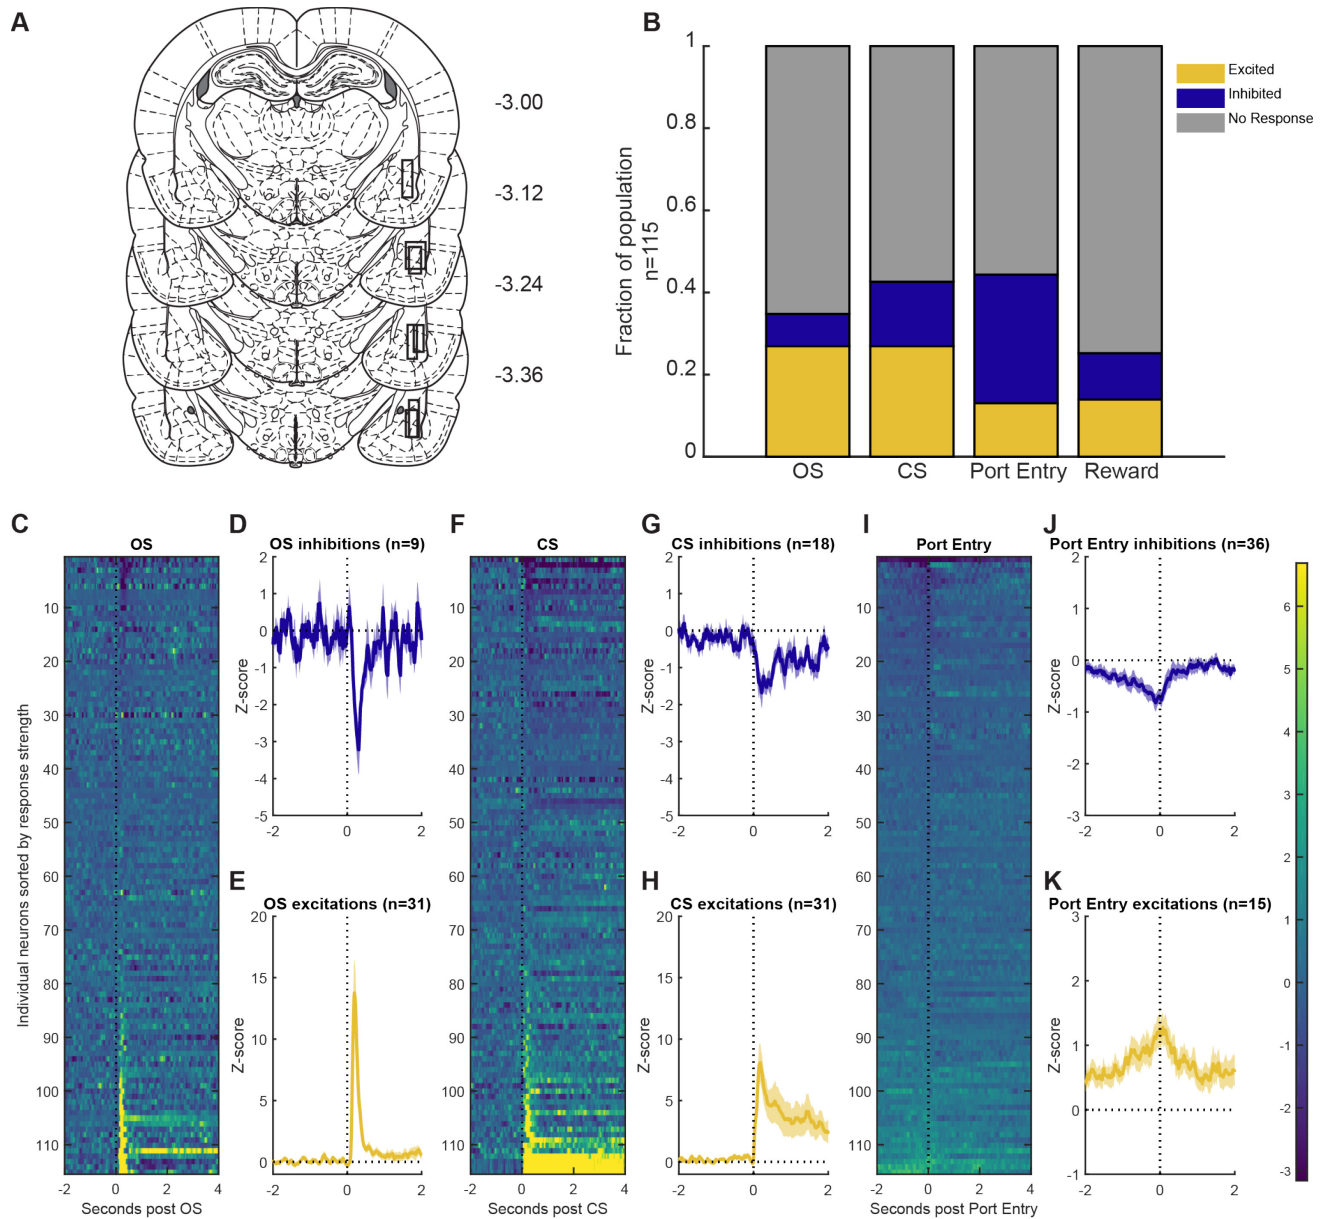 A
-3.00
-3.12
-3.24
-3.36
B
1
0.8
0.6
0.4
0.2
0
Fraction of population
n=115
OS CS Port Entry Reward
Excited
Inhibited
No Response
C
OS
10
20
30
40
50
60
70
80
90
100
110
Individual neurons sorted by response strength
-2 0 2 4
Seconds post OS
D
OS inhibitions (n=9)
2
1
0
-1
-2
-3
-4
-5
Z-score
-2 0 2
E
OS excitations (n=31)
20
15
10
5
0
Z-score
-2 0 2
F
CS
10
20
30
40
50
60
70
80
90
100
110
-2 0 2 4
Seconds post CS
G
CS inhibitions (n=18)
2
1
0
-1
-2
-3
-4
-5
Z-score
-2 0 2
H
CS excitations (n=31)
20
15
10
5
0
Z-score
-2 0 2
I
Port Entry
10
20
30
40
50
60
70
80
90
100
110
-2 0 2 4
Seconds post Port Entry
J
Port Entry inhibitions (n=36)
2
1
0
-1
-2
-3
Z-score
-2 0 2
K
Port Entry excitations (n=15)
3
2
1
0
-1
Z-score
-2 0 2
6
5
4
3
2
1
0
-1
-2
-3